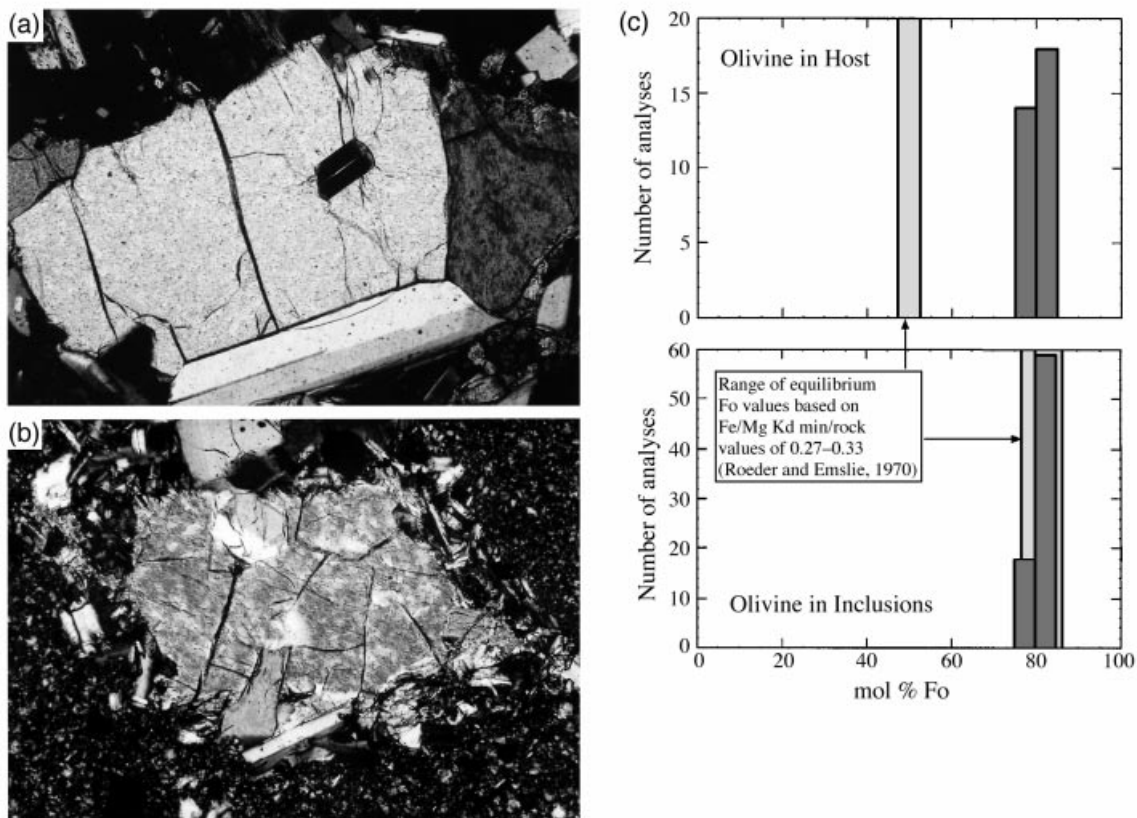 (a)
(b)
(c)
20
15
10
5
0
Number of analyses
Olivine in Host
60
50
40
30
20
10
0
Number of analyses
Range of equilibrium
Fo values based on
Fe/Mg Kd min/rock
values of 0.27–0.33
(Roeder and Emslie, 1970)
Olivine in Inclusions
0 20 40 60 80 100
mol % Fo